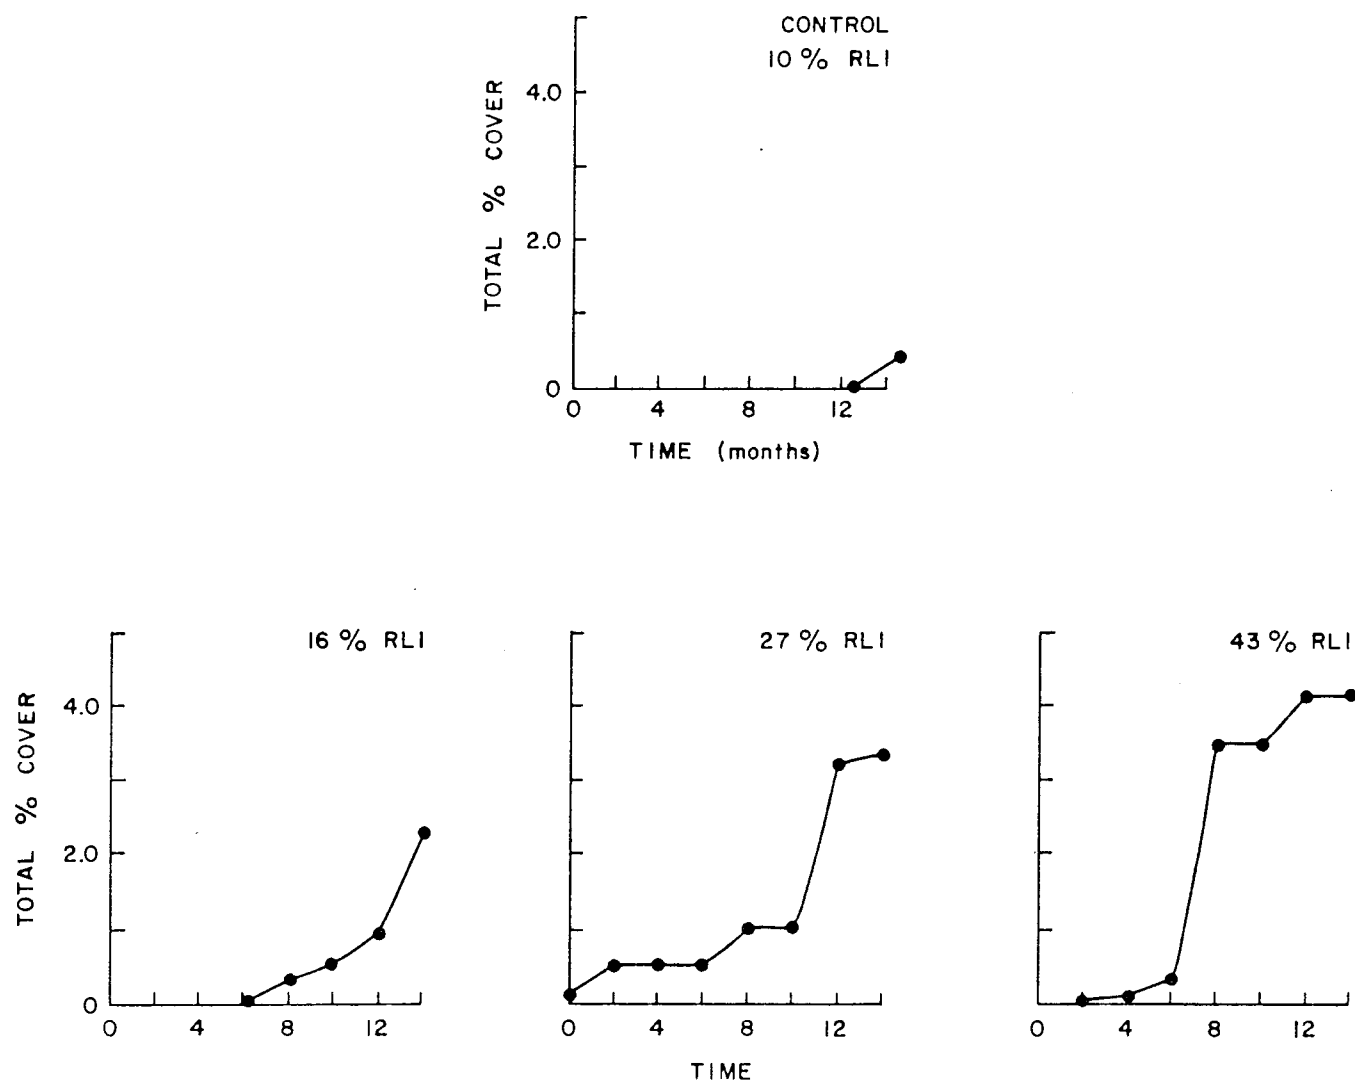 CONTROL
10 % RLI
TOTAL % COVER
4.0
2.0
0
0 4 8 12
TIME (months)
16 % RLI
27 % RLI
43 % RLI
TOTAL % COVER
4.0
2.0
0
0 4 8 12
0 4 8 12
0 4 8 12
TIME